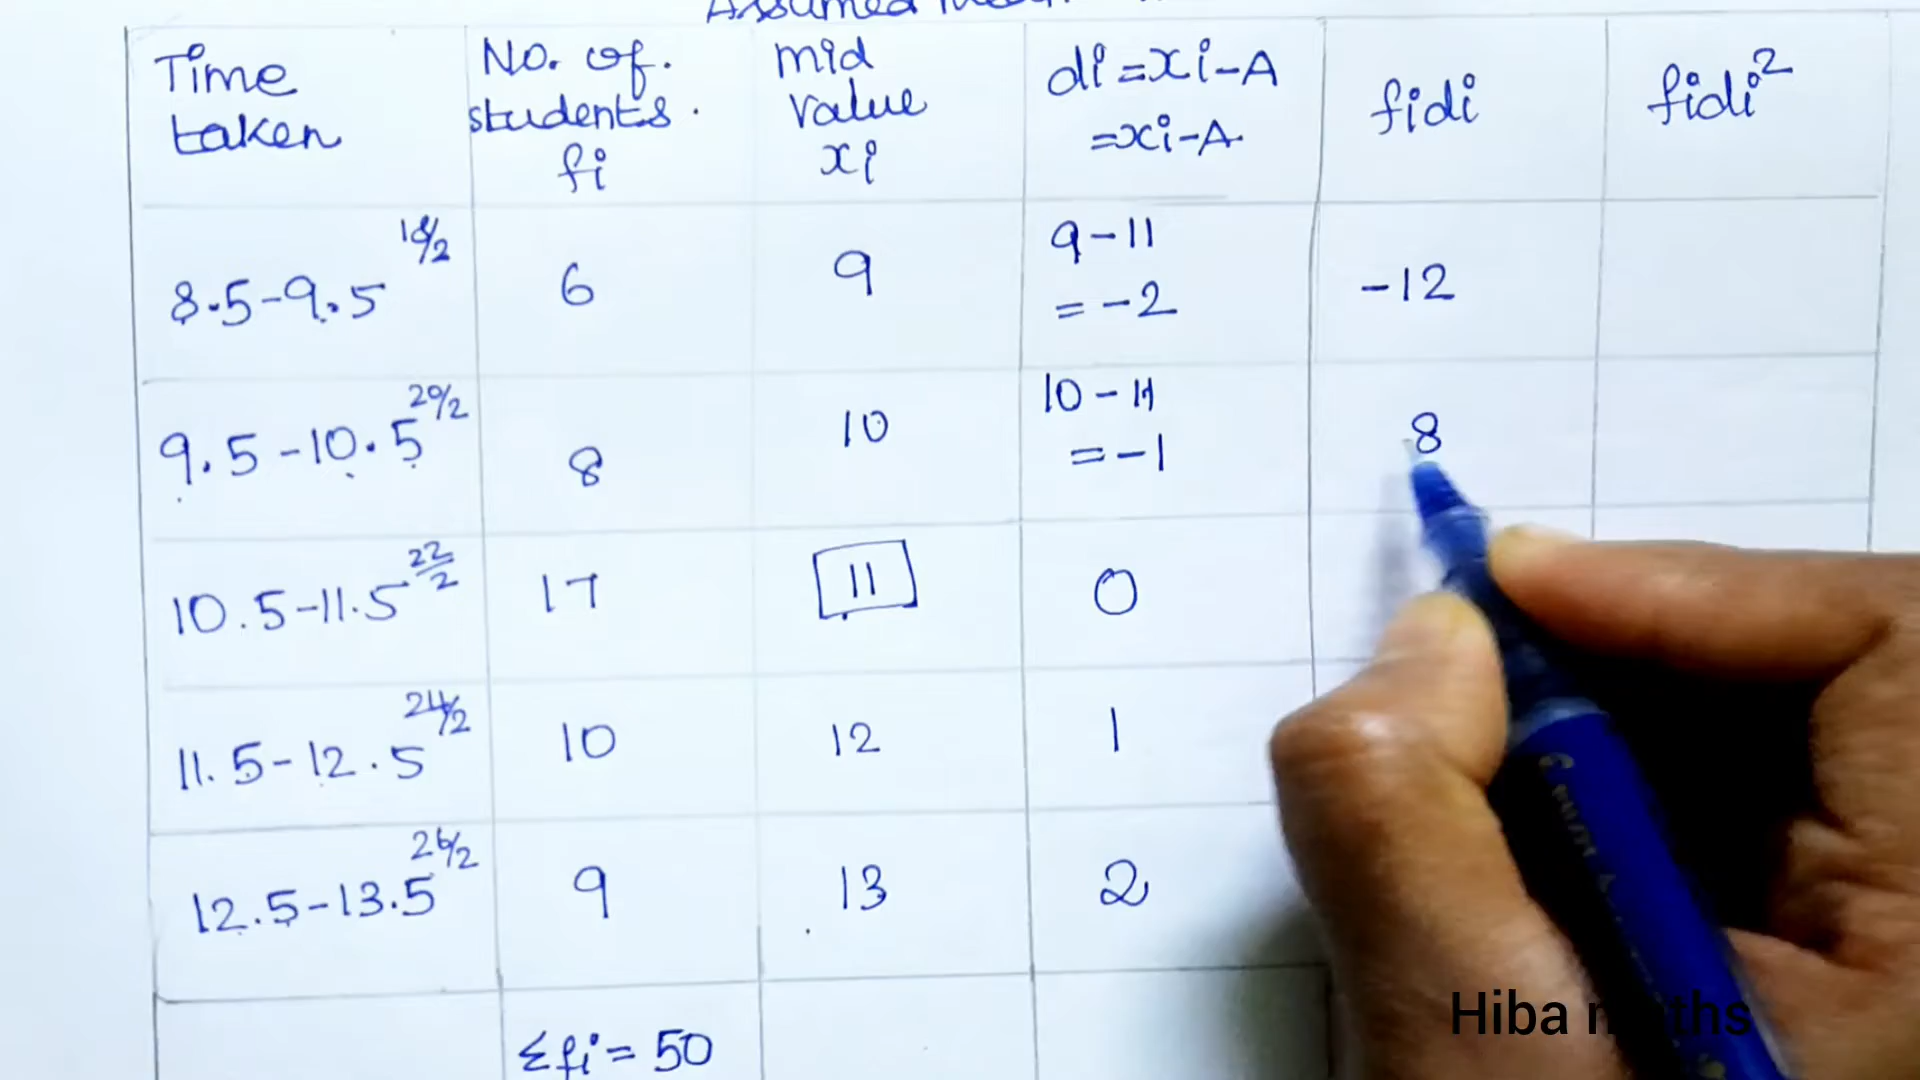 Assumed Mean
Time
taken
No. of.
students.
fi
mid
value
xi
di=xi-A
=xi-A.
fidi
fidi²
8.5-9.5
18/2
6
9
9-11
= -2
-12
9.5-10.5
20/2
8
10
10-11
= -1
8
10.5-11.5
22/2
17
11
0
11.5-12.5
24/2
10
12
1
12.5-13.5
26/2
9
13
2
Σfi = 50
Hiba maths